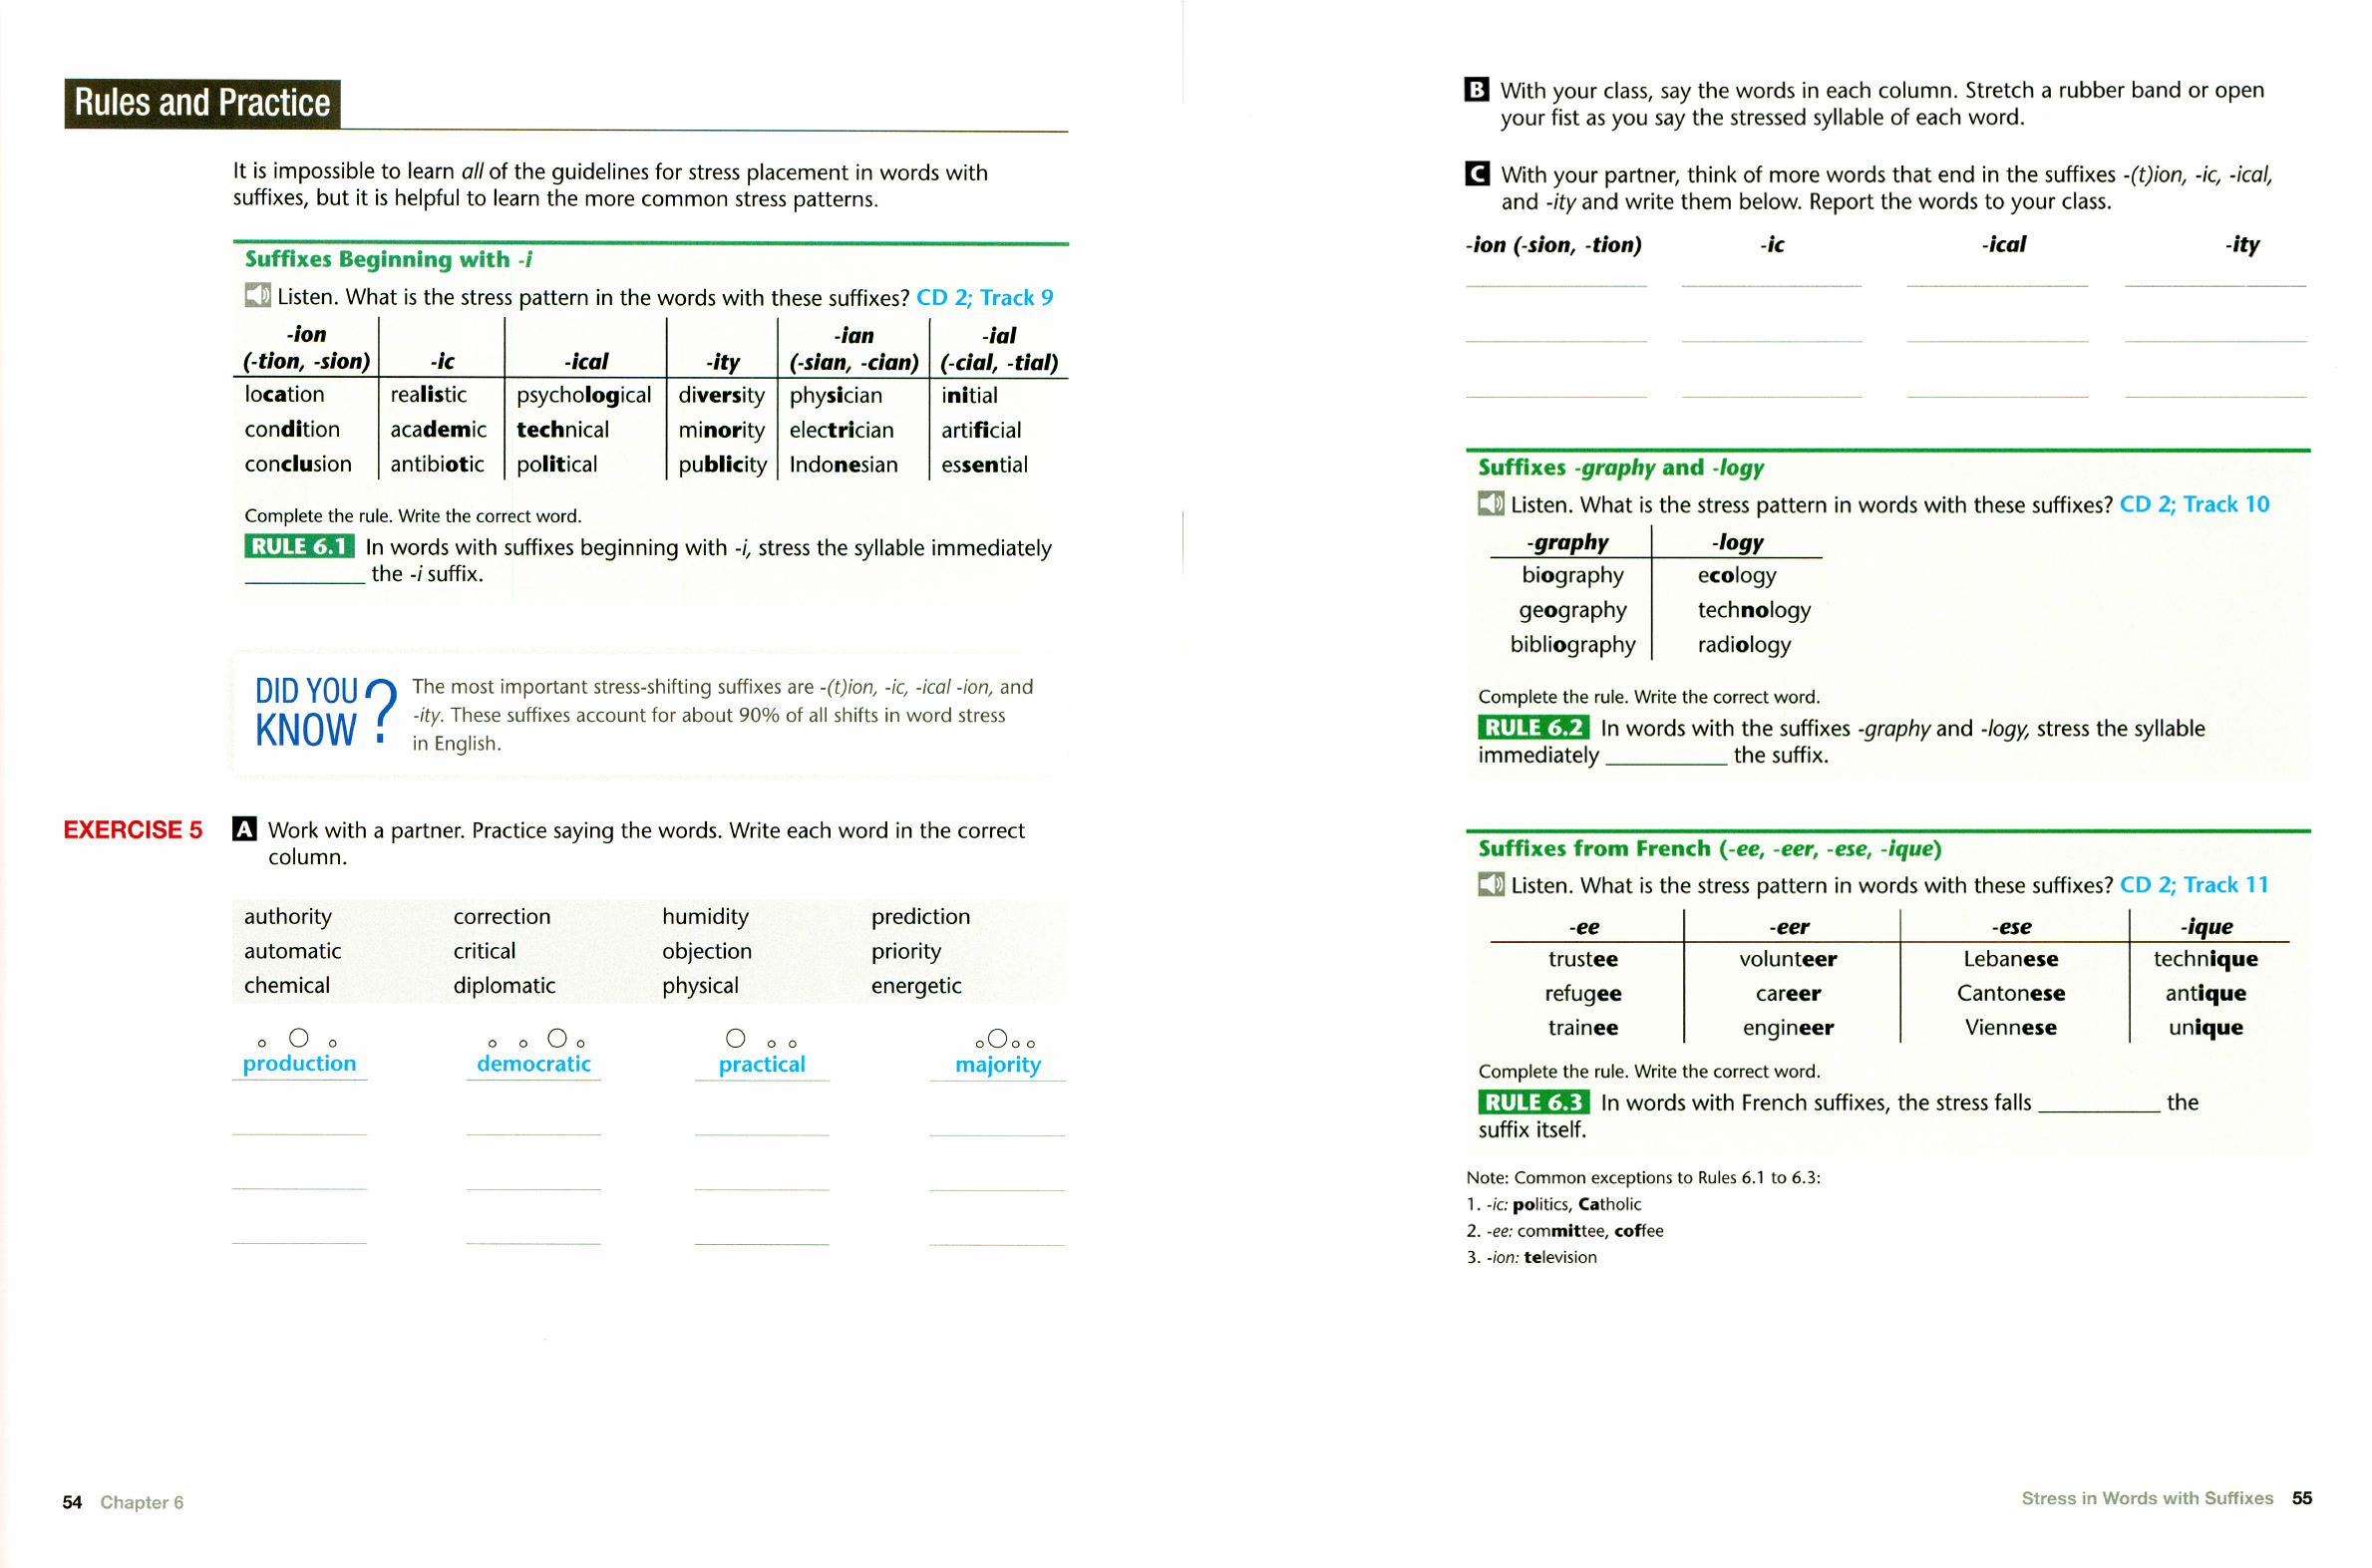 Rules and Practice
It is impossible to learn all of the guidelines for stress placement in words with
suffixes, but it is helpful to learn the more common stress patterns.
Suffixes Beginning with -i
Listen. What is the stress pattern in the words with these suffixes? CD 2; Track 9
-ion -ian -ial
(-tion, -sion) -ic -ical -ity (-sian, -cian) (-cial, -tial)
location realistic psychological diversity physician initial
condition academic technical minority electrician artificial
conclusion antibiotic political publicity Indonesian essential
Complete the rule. Write the correct word.
RULE 6.1 In words with suffixes beginning with -i, stress the syllable immediately
____________ the -i suffix.
DID YOU
KNOW ?
The most important stress-shifting suffixes are -(t)ion, -ic, -ical -ion, and
-ity. These suffixes account for about 90% of all shifts in word stress
in English.
EXERCISE 5 A Work with a partner. Practice saying the words. Write each word in the correct
column.
authority correction humidity prediction
automatic critical objection priority
chemical diplomatic physical energetic
production democratic practical majority
54 Chapter 6
B With your class, say the words in each column. Stretch a rubber band or open
your fist as you say the stressed syllable of each word.
C With your partner, think of more words that end in the suffixes -(t)ion, -ic, -ical,
and -ity and write them below. Report the words to your class.
-ion (-sion, -tion) -ic -ical -ity
Suffixes -graphy and -logy
Listen. What is the stress pattern in words with these suffixes? CD 2; Track 10
-graphy -logy
biography ecology
geography technology
bibliography radiology
Complete the rule. Write the correct word.
RULE 6.2 In words with the suffixes -graphy and -logy, stress the syllable
immediately ____________ the suffix.
Suffixes from French (-ee, -eer, -ese, -ique)
Listen. What is the stress pattern in words with these suffixes? CD 2; Track 11
-ee -eer -ese -ique
trustee volunteer Lebanese technique
refugee career Cantonese antique
trainee engineer Viennese unique
Complete the rule. Write the correct word.
RULE 6.3 In words with French suffixes, the stress falls ____________ the
suffix itself.
Note: Common exceptions to Rules 6.1 to 6.3:
1. -ic: politics, Catholic
2. -ee: committee, coffee
3. -ion: television
Stress in Words with Suffixes 55